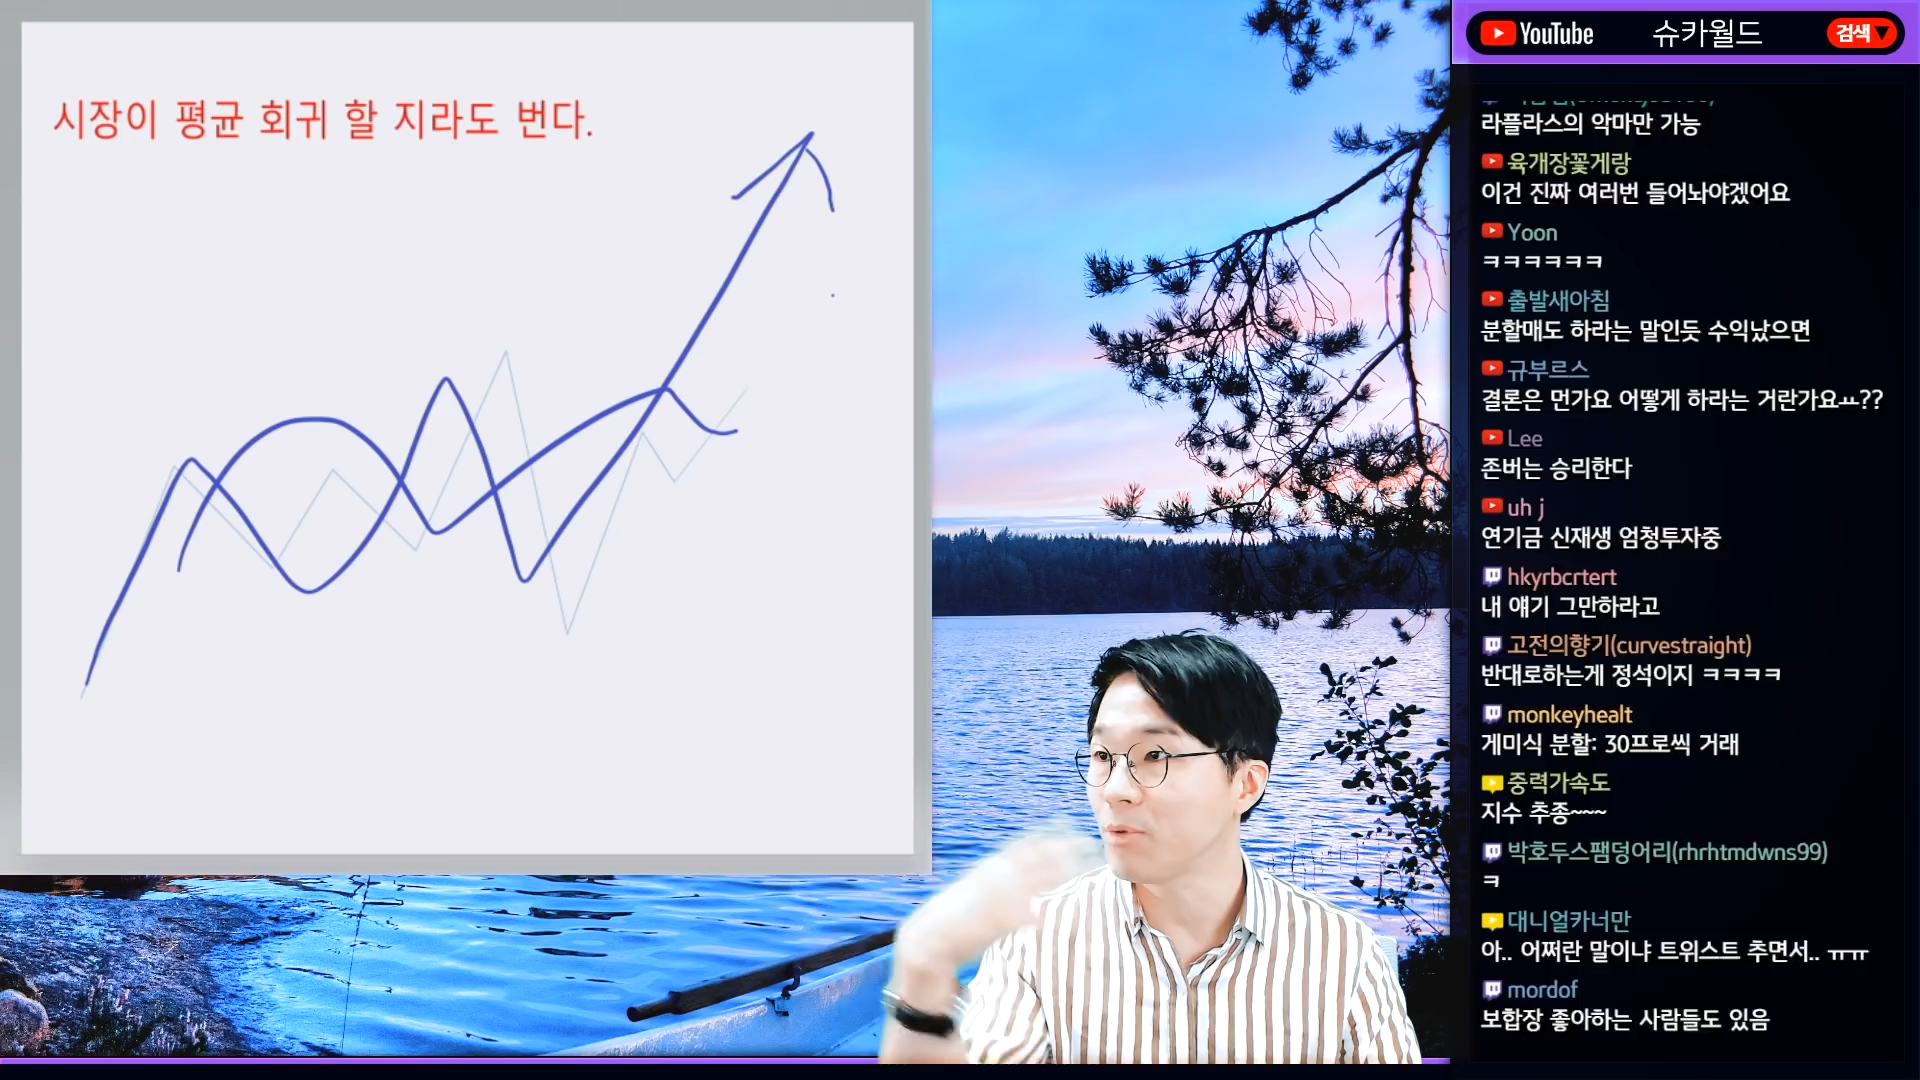 시장이 평균 회귀 할 지라도 번다.
YouTube 슈카월드 검색
라플라스의 악마만 가능
육개장꽃게랑
이건 진짜 여러번 들어놔야겠어요
Yoon
ㅋㅋㅋㅋㅋㅋ
출발새아침
분할매도 하라는 말인듯 수익났으면
규부르스
결론은 먼가요 어떻게 하라는 거란가요ㅛ??
Lee
존버는 승리한다
uh j
연기금 신재생 엄청투자중
hkyrbcrtert
내 얘기 그만하라고
고전의향기(curvestraight)
반대로하는게 정석이지 ㅋㅋㅋㅋ
monkeyhealt
게미식 분할: 30프로씩 거래
중력가속도
지수 추종~~~
박호두스팸덩어리(rhrhtmdwns99)
ㅋ
대니얼카너만
아.. 어쩌란 말이냐 트위스트 추면서.. ㅠㅠ
mordof
보합장 좋아하는 사람들도 있음